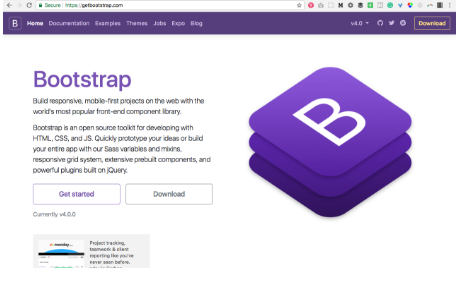 Secure https://getbootstrap.com
B Home Documentation Examples Themes Jobs Expo Blog v4.0 Download
Bootstrap
Build responsive, mobile-first projects on the web with the
world's most popular front-end component library.
Bootstrap is an open source toolkit for developing with
HTML, CSS, and JS. Quickly prototype your ideas or build
your entire app with our Sass variables and mixins,
responsive grid system, extensive prebuilt components, and
powerful plugins built on jQuery.
Get started Download
Currently v4.0.0
B
monday
Project tracking,
teamwork & client
reporting like you've
never seen before.